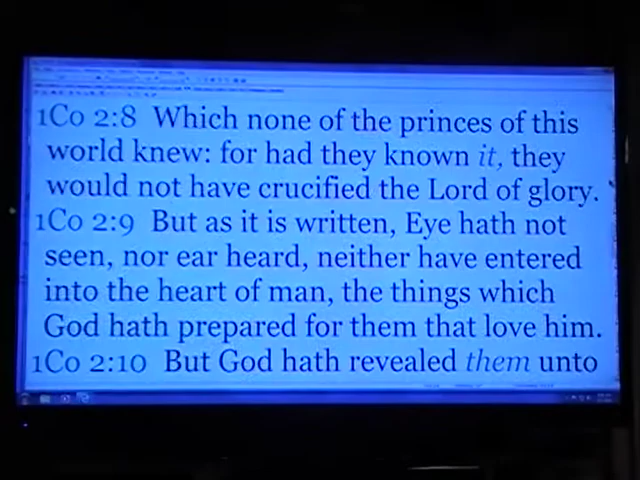 1Co 2:8 Which none of the princes of this
world knew: for had they known it, they
would not have crucified the Lord of glory.
1Co 2:9 But as it is written, Eye hath not
seen, nor ear heard, neither have entered
into the heart of man, the things which
God hath prepared for them that love him.
1Co 2:10 But God hath revealed them unto